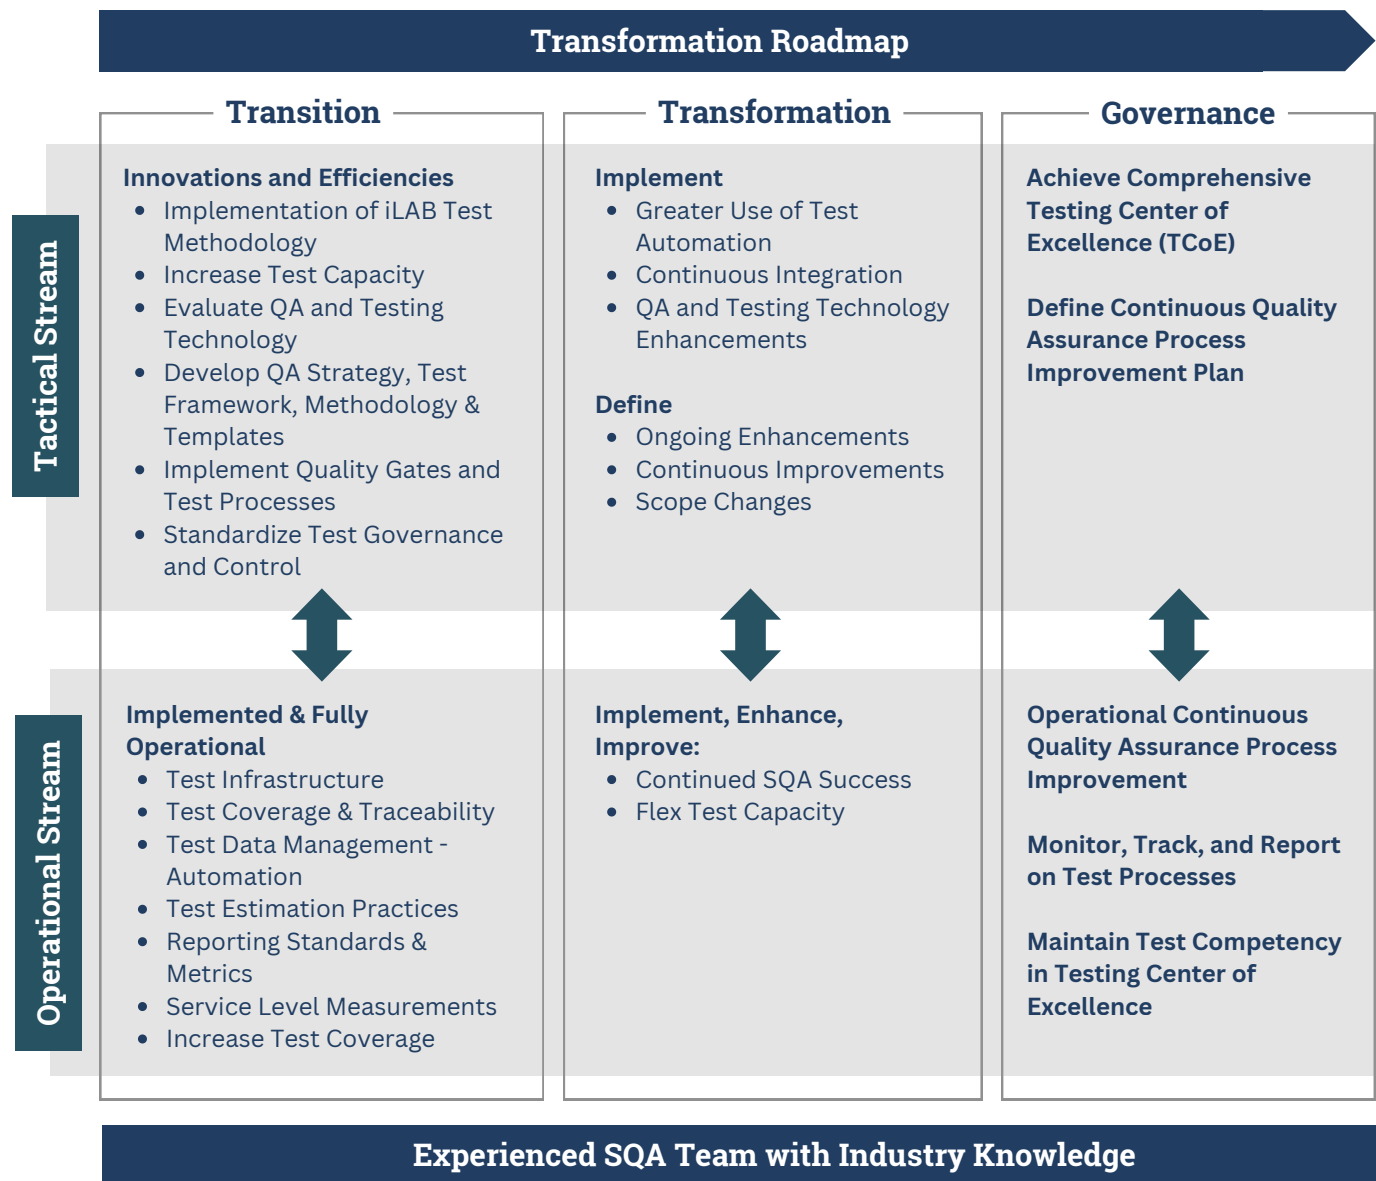 Transformation Roadmap
Transition
Transformation
Governance
Tactical Stream
Innovations and Efficiencies
• Implementation of iLAB Test
Methodology
• Increase Test Capacity
• Evaluate QA and Testing
Technology
• Develop QA Strategy, Test
Framework, Methodology &
Templates
• Implement Quality Gates and
Test Processes
• Standardize Test Governance
and Control
Implement
• Greater Use of Test
Automation
• Continuous Integration
• QA and Testing Technology
Enhancements
Define
• Ongoing Enhancements
• Continuous Improvements
• Scope Changes
Achieve Comprehensive
Testing Center of
Excellence (TCoE)
Define Continuous Quality
Assurance Process
Improvement Plan
Operational Stream
Implemented & Fully
Operational
• Test Infrastructure
• Test Coverage & Traceability
• Test Data Management -
Automation
• Test Estimation Practices
• Reporting Standards &
Metrics
• Service Level Measurements
• Increase Test Coverage
Implement, Enhance,
Improve:
• Continued SQA Success
• Flex Test Capacity
Operational Continuous
Quality Assurance Process
Improvement
Monitor, Track, and Report
on Test Processes
Maintain Test Competency
in Testing Center of
Excellence
Experienced SQA Team with Industry Knowledge